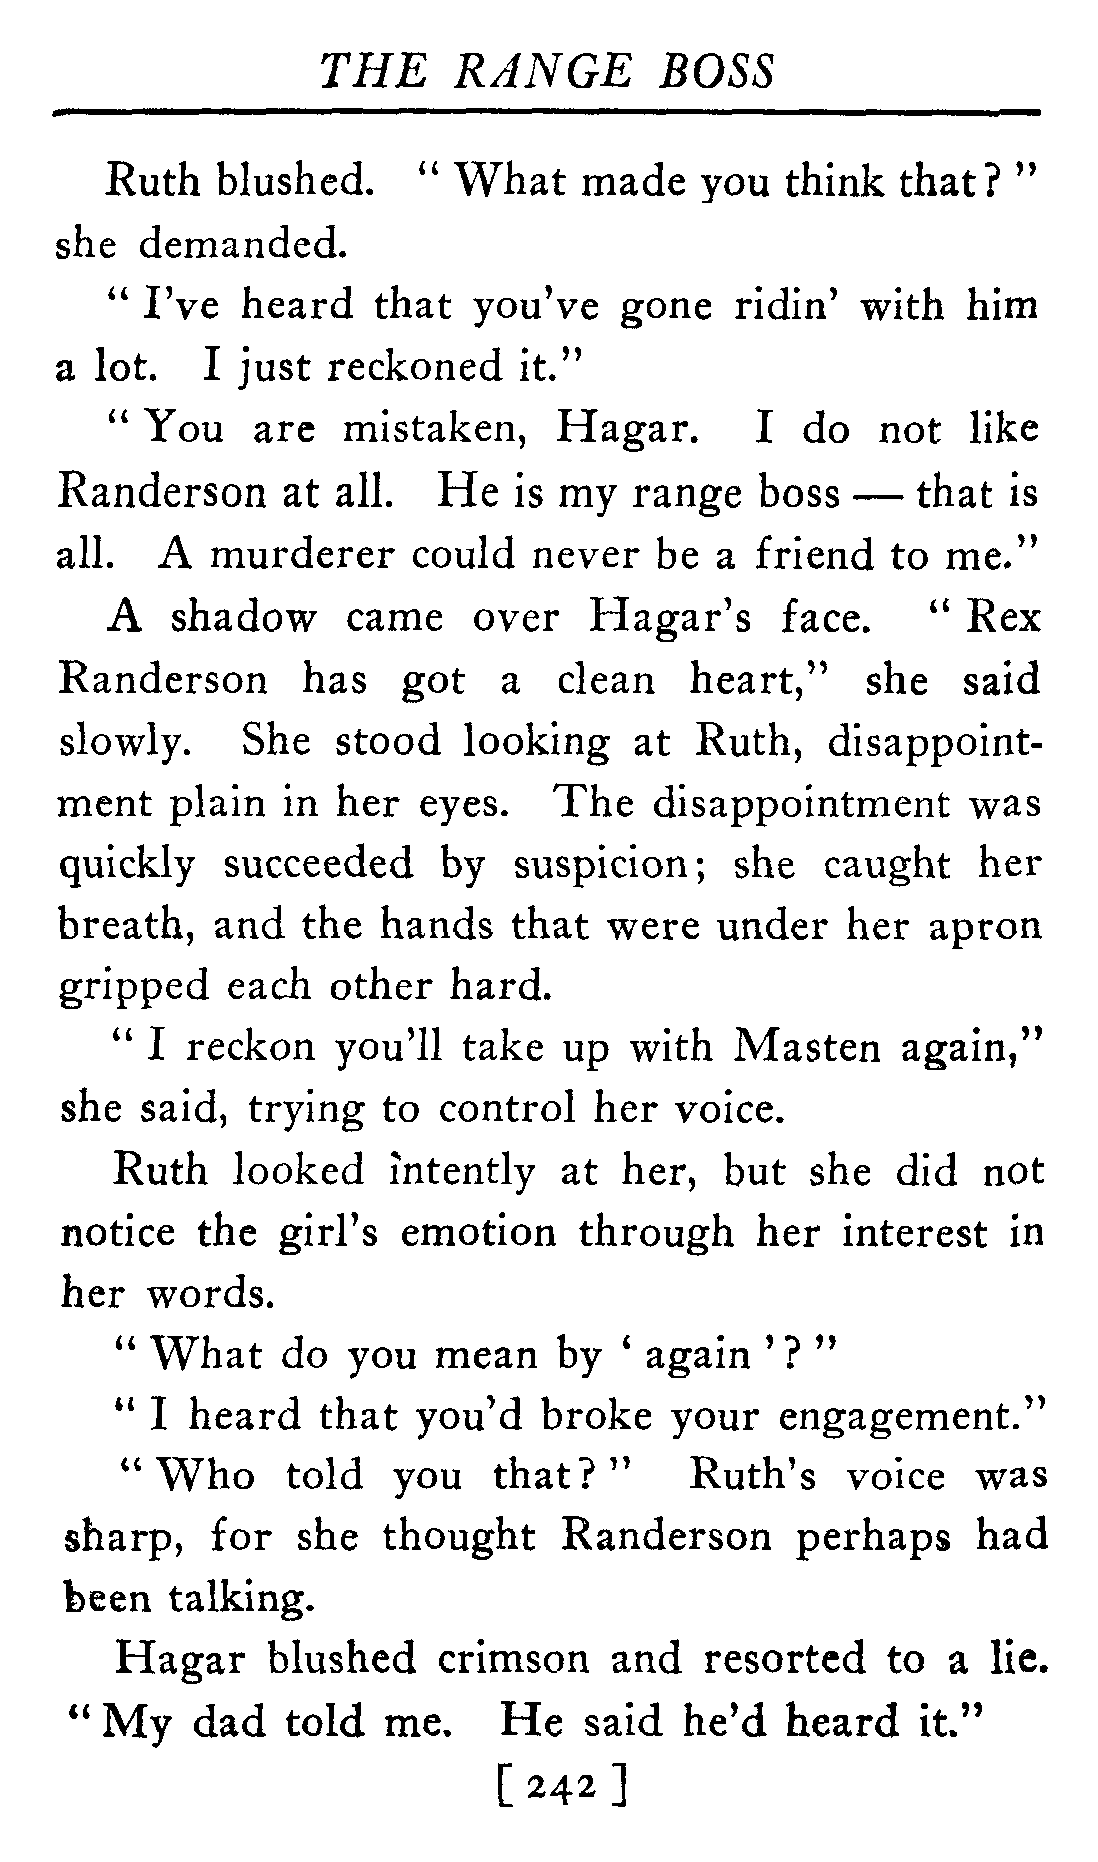 THE RANGE BOSS
Ruth blushed. “ What made you think that? ”
she demanded.
“ I’ve heard that you’ve gone ridin’ with him
a lot. I just reckoned it.”
“ You are mistaken, Hagar. I do not like
Randerson at all. He is my range boss — that is
all. A murderer could never be a friend to me.”
A shadow came over Hagar’s face. “ Rex
Randerson has got a clean heart,” she said
slowly. She stood looking at Ruth, disappoint-
ment plain in her eyes. The disappointment was
quickly succeeded by suspicion; she caught her
breath, and the hands that were under her apron
gripped each other hard.
“ I reckon you’ll take up with Masten again,”
she said, trying to control her voice.
Ruth looked intently at her, but she did not
notice the girl’s emotion through her interest in
her words.
“ What do you mean by ‘ again ’? ”
“ I heard that you’d broke your engagement.”
“ Who told you that? ” Ruth’s voice was
sharp, for she thought Randerson perhaps had
been talking.
Hagar blushed crimson and resorted to a lie.
“ My dad told me. He said he’d heard it.”
[ 242 ]